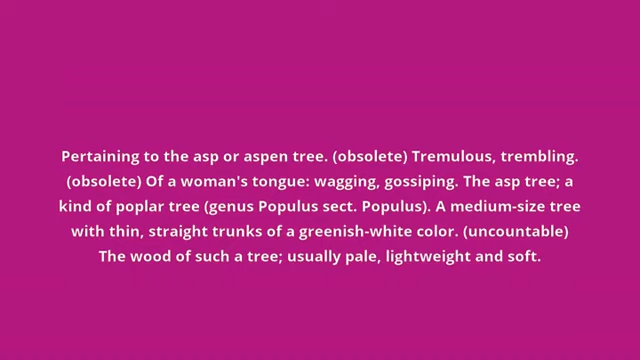 Pertaining to the asp or aspen tree. (obsolete) Tremulous, trembling.
(obsolete) Of a woman's tongue: wagging, gossiping. The asp tree; a
kind of poplar tree (genus Populus sect. Populus). A medium-size tree
with thin, straight trunks of a greenish-white color. (uncountable)
The wood of such a tree; usually pale, lightweight and soft.